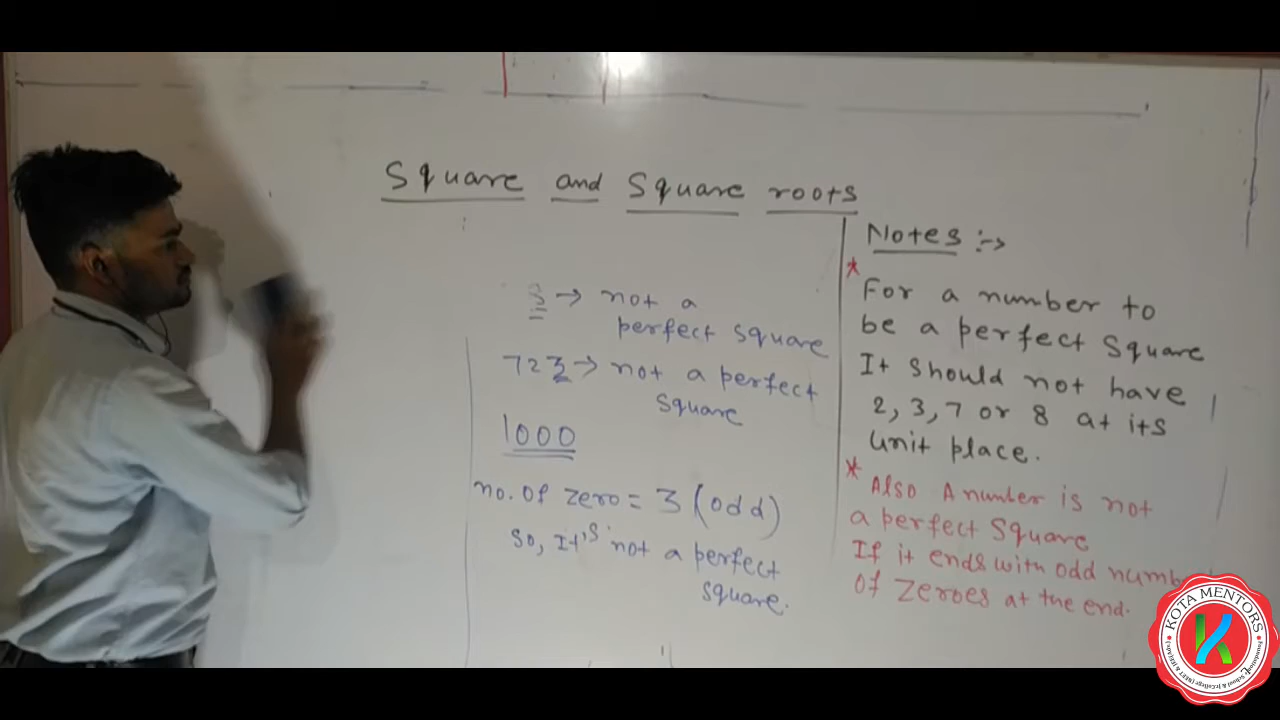 Square and Square roots
3 → not a
perfect square
723 → not a perfect
square
1000
no. of zero = 3 (odd)
so, It's not a perfect
square.
Notes :→
* For a number to
be a perfect Square
It should not have
2, 3, 7 or 8 at its
unit place.
* Also A number is not
a perfect Square
If it ends with odd numbe
of Zeroes at the end.
KOTA MENTORS